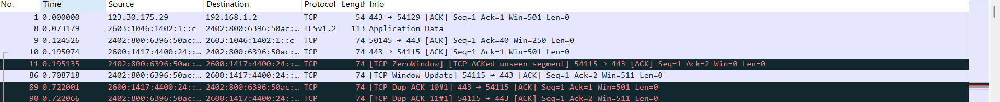 No. Time Source Destination Protocol Length Info
1 0.000000 123.30.175.29 192.168.1.2 TCP 54 443 → 54129 [ACK] Seq=1 Ack=1 Win=501 Len=0
8 0.073179 2603:1046:1402:1::c 2402:800:6396:50ac:… TLSv1.2 113 Application Data
9 0.124526 2402:800:6396:50ac:… 2603:1046:1402:1::c TCP 74 50145 → 443 [ACK] Seq=1 Ack=40 Win=250 Len=0
10 0.195074 2600:1417:4400:24::… 2402:800:6396:50ac:… TCP 74 443 → 54115 [ACK] Seq=1 Ack=1 Win=501 Len=0
11 0.195135 2402:800:6396:50ac:… 2600:1417:4400:24::… TCP 74 [TCP ZeroWindow] [TCP ACKed unseen segment] 54115 → 443 [ACK] Seq=1 Ack=2 Win=0 Len=0
86 0.708718 2402:800:6396:50ac:… 2600:1417:4400:24::… TCP 74 [TCP Window Update] 54115 → 443 [ACK] Seq=1 Ack=2 Win=511 Len=0
89 0.722001 2600:1417:4400:24::… 2402:800:6396:50ac:… TCP 74 [TCP Dup ACK 10#1] 443 → 54115 [ACK] Seq=1 Ack=1 Win=501 Len=0
90 0.722066 2402:800:6396:50ac:… 2600:1417:4400:24::… TCP 74 [TCP Dup ACK 11#1] 54115 → 443 [ACK] Seq=1 Ack=2 Win=511 Len=0